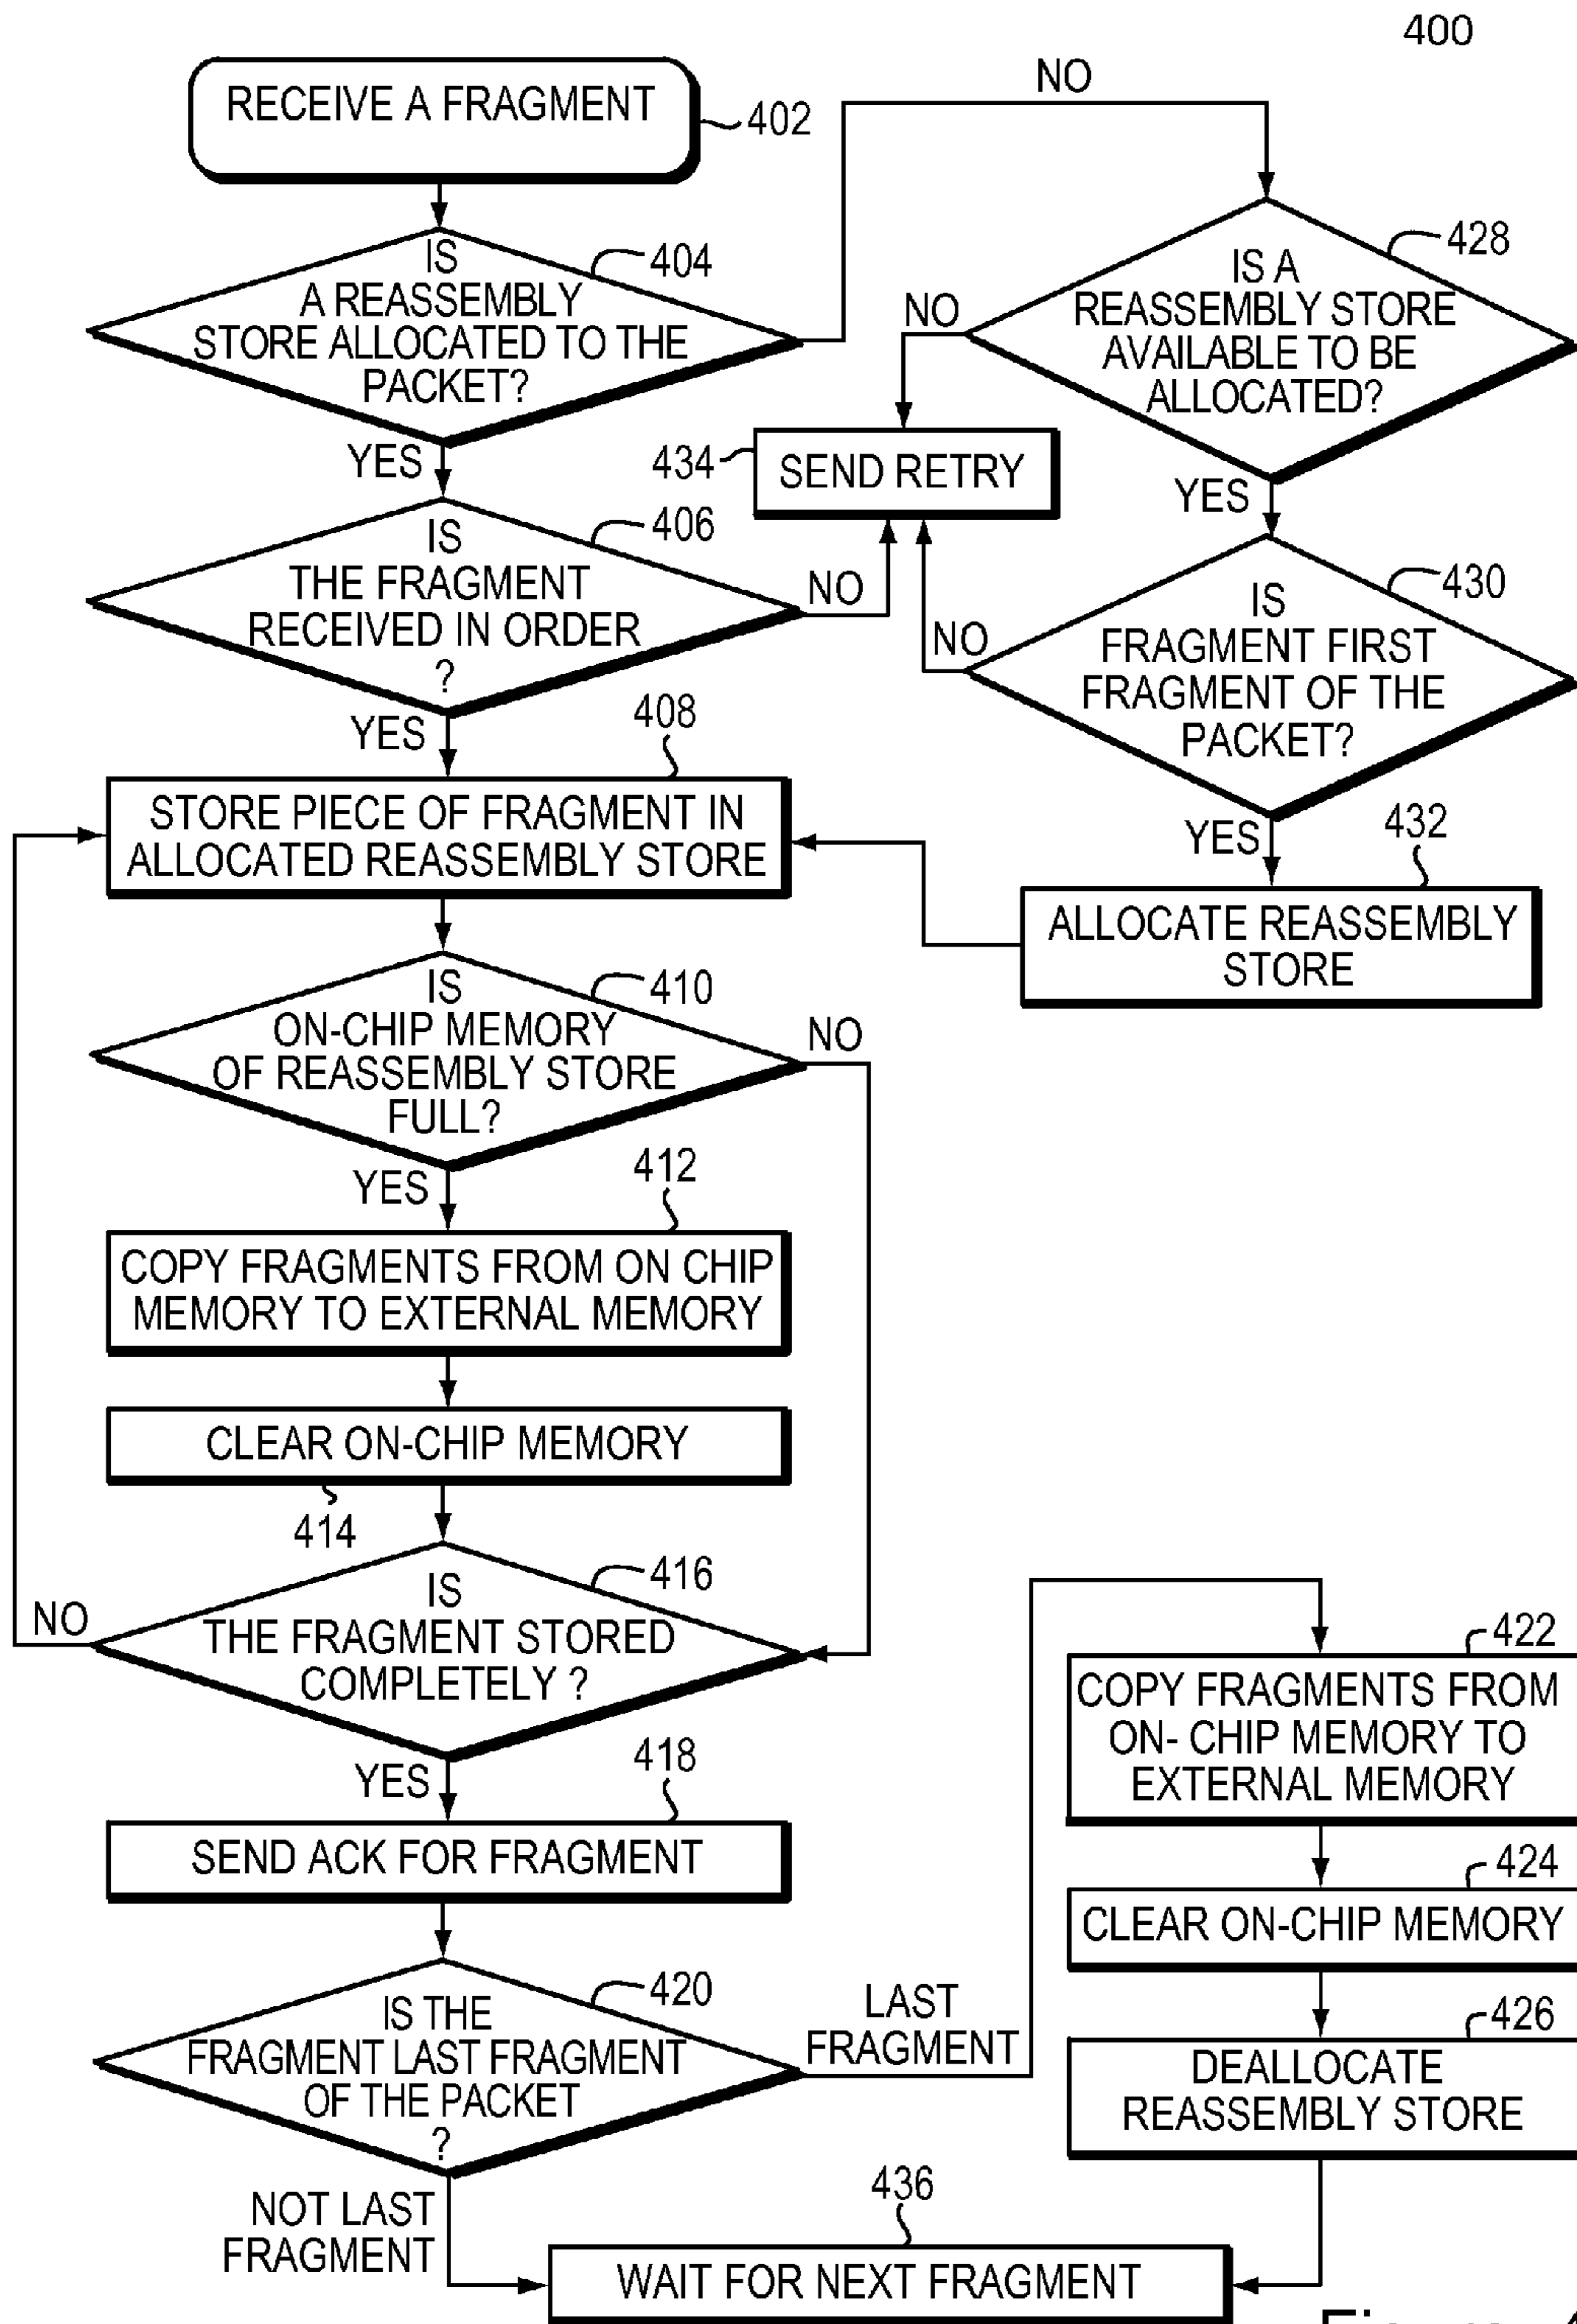 400
RECEIVE A FRAGMENT
402
NO
IS
A REASSEMBLY
STORE ALLOCATED TO THE
PACKET?
404
YES
IS A
REASSEMBLY STORE
AVAILABLE TO BE
ALLOCATED?
428
NO
YES
434
SEND RETRY
IS
THE FRAGMENT
RECEIVED IN ORDER
?
406
NO
YES
IS
FRAGMENT FIRST
FRAGMENT OF THE
PACKET?
430
NO
YES
408
STORE PIECE OF FRAGMENT IN
ALLOCATED REASSEMBLY STORE
432
ALLOCATE REASSEMBLY
STORE
IS
ON-CHIP MEMORY
OF REASSEMBLY STORE
FULL?
410
NO
YES
412
COPY FRAGMENTS FROM ON CHIP
MEMORY TO EXTERNAL MEMORY
CLEAR ON-CHIP MEMORY
414
IS
THE FRAGMENT STORED
COMPLETELY ?
416
NO
YES
418
SEND ACK FOR FRAGMENT
IS THE
FRAGMENT LAST FRAGMENT
OF THE PACKET
?
420
LAST
FRAGMENT
NOT LAST
FRAGMENT
422
COPY FRAGMENTS FROM
ON- CHIP MEMORY TO
EXTERNAL MEMORY
424
CLEAR ON-CHIP MEMORY
426
DEALLOCATE
REASSEMBLY STORE
436
WAIT FOR NEXT FRAGMENT